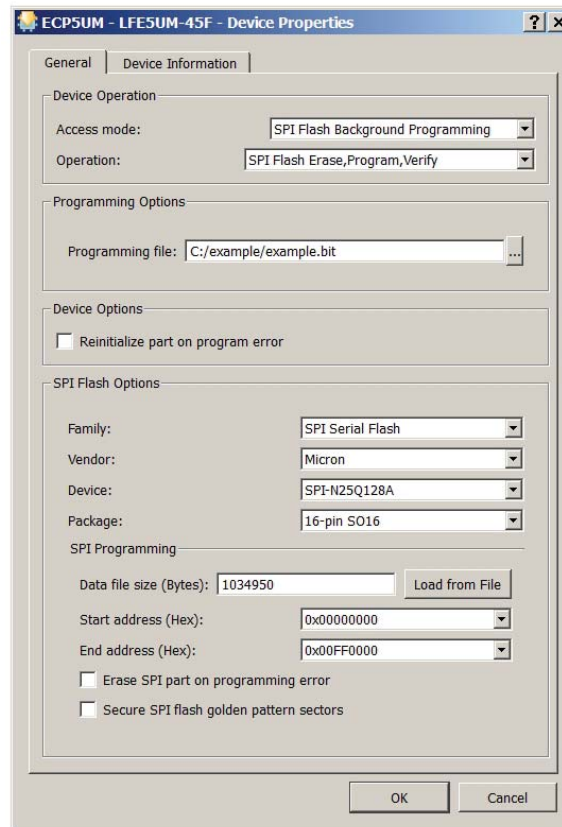 ECP5UM - LFE5UM-45F - Device Properties
General Device Information
Device Operation
Access mode: SPI Flash Background Programming
Operation: SPI Flash Erase,Program,Verify
Programming Options
Programming file: C:/example/example.bit ...
Device Options
Reinitialize part on program error
SPI Flash Options
Family: SPI Serial Flash
Vendor: Micron
Device: SPI-N25Q128A
Package: 16-pin SO16
SPI Programming
Data file size (Bytes): 1034950 Load from File
Start address (Hex): 0x00000000
End address (Hex): 0x00FF0000
Erase SPI part on programming error
Secure SPI flash golden pattern sectors
OK Cancel